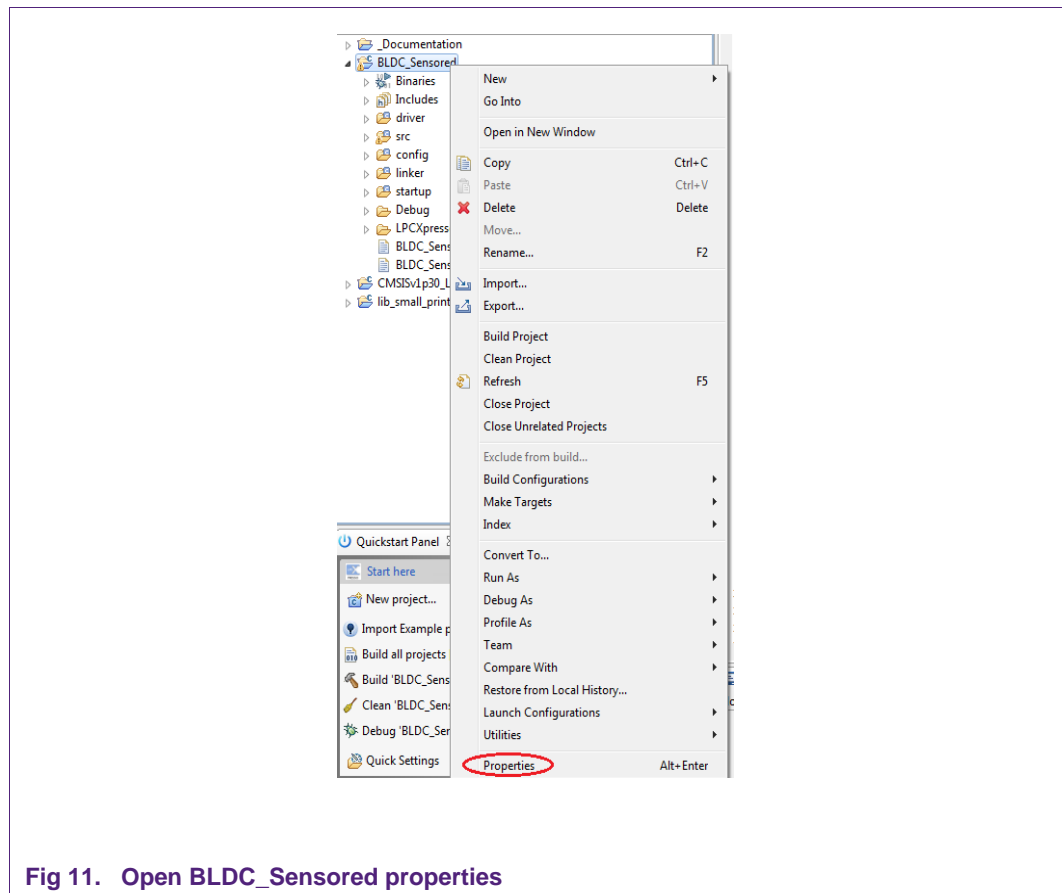 _Documentation
BLDC_Sensored
Binaries
Includes
driver
src
config
linker
startup
Debug
LPCXpress
BLDC_Sens
BLDC_Sens
CMSISv1p30_L
lib_small_print
New
Go Into
Open in New Window
Copy Ctrl+C
Paste Ctrl+V
Delete Delete
Move...
Rename... F2
Import...
Export...
Build Project
Clean Project
Refresh F5
Close Project
Close Unrelated Projects
Exclude from build...
Build Configurations
Make Targets
Index
Convert To...
Run As
Debug As
Profile As
Team
Compare With
Restore from Local History...
Launch Configurations
Utilities
Properties Alt+Enter
Quickstart Panel
Start here
New project...
Import Example p
Build all projects
Build 'BLDC_Sens
Clean 'BLDC_Sens
Debug 'BLDC_Ser
Quick Settings
Fig 11. Open BLDC_Sensored properties